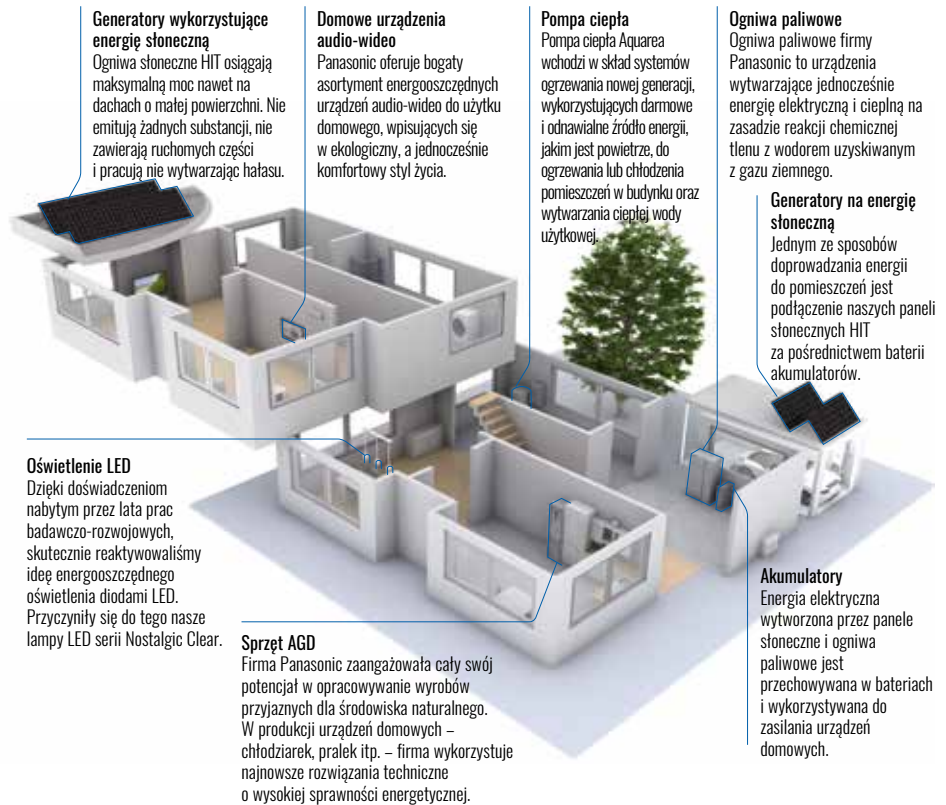 Generatory wykorzystujące
energię słoneczną
Ogniwa słoneczne HIT osiągają
maksymalną moc nawet na
dachach o małej powierzchni. Nie
emitują żadnych substancji, nie
zawierają ruchomych części
i pracują nie wytwarzając hałasu.
Domowe urządzenia
audio-wideo
Panasonic oferuje bogaty
asortyment energooszczędnych
urządzeń audio-wideo do użytku
domowego, wpisujących się
w ekologiczny, a jednocześnie
komfortowy styl życia.
Pompa ciepła
Pompa ciepła Aquarea
wchodzi w skład systemów
ogrzewania nowej generacji,
wykorzystujących darmowe
i odnawialne źródło energii,
jakim jest powietrze, do
ogrzewania lub chłodzenia
pomieszczeń w budynku oraz
wytwarzania ciepłej wody
użytkowej.
Ogniwa paliwowe
Ogniwa paliwowe firmy
Panasonic to urządzenia
wytwarzające jednocześnie
energię elektryczną i cieplną na
zasadzie reakcji chemicznej
tlenu z wodorem uzyskiwanym
z gazu ziemnego.
Generatory na energię
słoneczną
Jednym ze sposobów
doprowadzania energii
do pomieszczeń jest
podłączenie naszych paneli
słonecznych HIT
za pośrednictwem baterii
akumulatorów.
Oświetlenie LED
Dzięki doświadczeniom
nabytym przez lata prac
badawczo-rozwojowych,
skutecznie reaktywowaliśmy
ideę energooszczędnego
oświetlenia diodami LED.
Przyczyniły się do tego nasze
lampy LED serii Nostalgic Clear.
Sprzęt AGD
Firma Panasonic zaangażowała cały swój
potencjał w opracowywanie wyrobów
przyjaznych dla środowiska naturalnego.
W produkcji urządzeń domowych –
chłodziarek, pralek itp. – firma wykorzystuje
najnowsze rozwiązania techniczne
o wysokiej sprawności energetycznej.
Akumulatory
Energia elektryczna
wytworzona przez panele
słoneczne i ogniwa
paliwowe jest
przechowywana w bateriach
i wykorzystywana do
zasilania urządzeń
domowych.